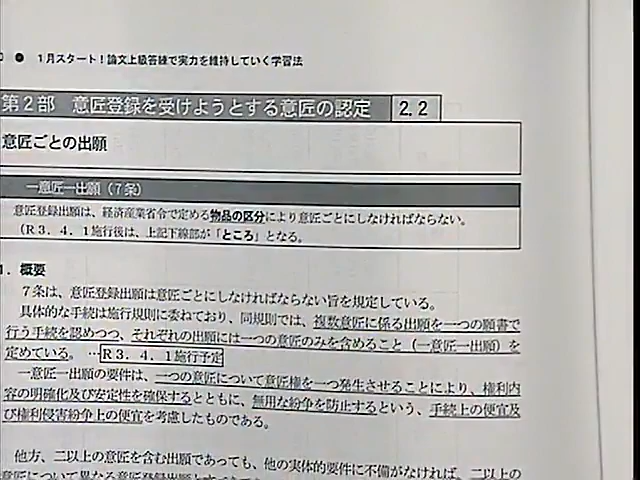 ● 1月スタート！論文上級答練で実力を維持していく学習法
第2部 意匠登録を受けようとする意匠の認定 2.2
意匠ごとの出願
一意匠一出願（7条）
意匠登録出願は、経済産業省令で定める物品の区分により意匠ごとにしなければならない。
（R3．4．1施行後は、上記下線部が「ところ」となる。
1．概要
7条は、意匠登録出願は意匠ごとにしなければならない旨を規定している。
具体的な手続は施行規則に委ねており、同規則では、複数意匠に係る出願を一つの願書で
行う手続を認めつつ、それぞれの出願には一つの意匠のみを含めること（一意匠一出願）を
定めている。 …R3．4．1施行予定
一意匠一出願の要件は、一つの意匠について意匠権を一つ発生させることにより、権利内
容の明確化及び安定性を確保するとともに、無用な紛争を防止するという、手続上の便宜及
び権利侵害紛争上の便宜を考慮したものである。
他方、二以上の意匠を含む出願であっても、他の実体的要件に不備がなければ、二以上の
意匠について異なる意匠登録出願と